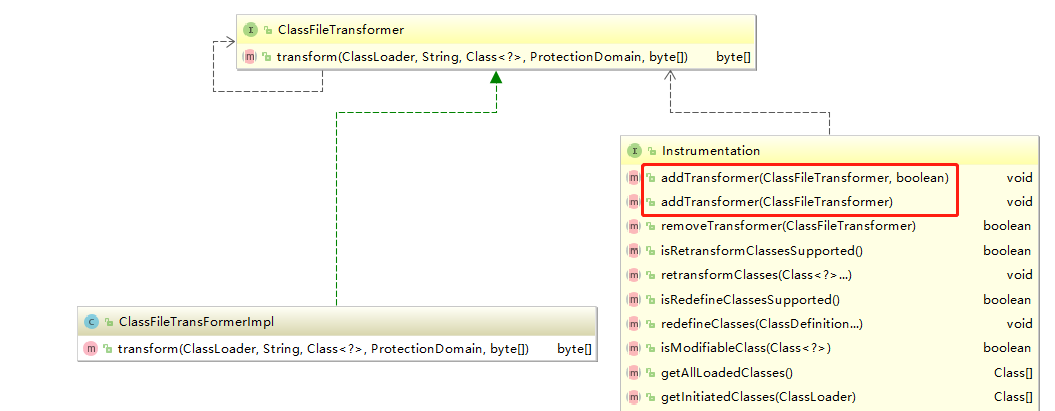 ClassFileTransformer
transform(ClassLoader, String, Class<?>, ProtectionDomain, byte[]) byte[]
Instrumentation
addTransformer(ClassFileTransformer, boolean) void
addTransformer(ClassFileTransformer) void
removeTransformer(ClassFileTransformer) boolean
isRetransformClassesSupported() boolean
retransformClasses(Class<?>...) void
isRedefineClassesSupported() boolean
redefineClasses(ClassDefinition...) void
isModifiableClass(Class<?>) boolean
getAllLoadedClasses() Class[]
getInitiatedClasses(ClassLoader) Class[]
ClassFileTransFormerImpl
transform(ClassLoader, String, Class<?>, ProtectionDomain, byte[]) byte[]